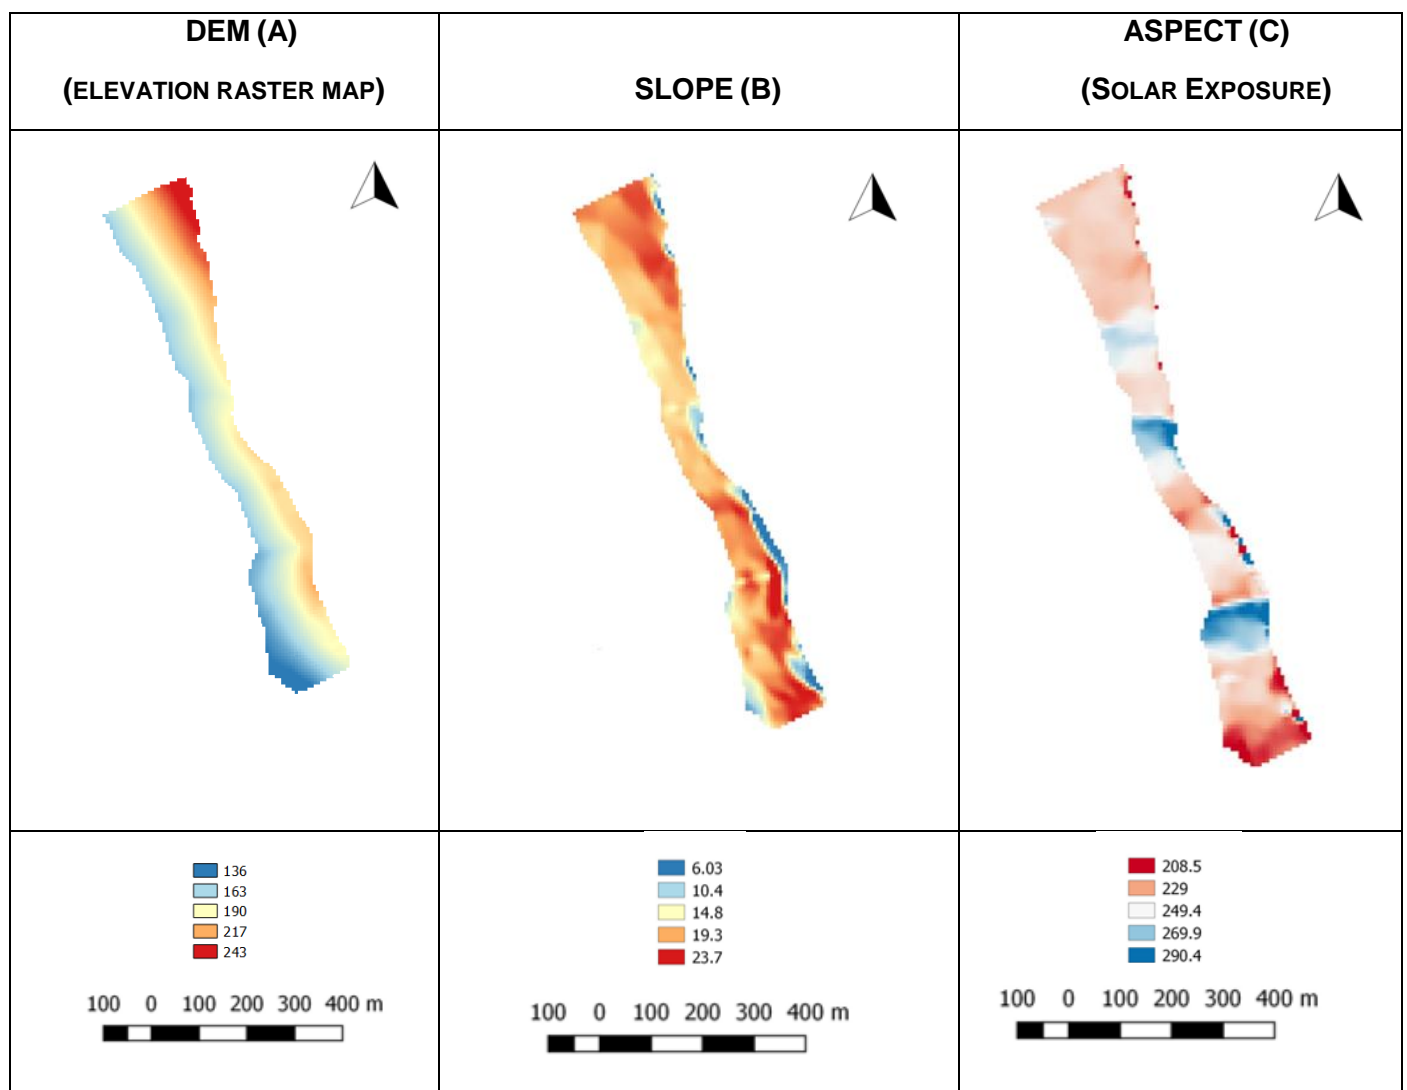 DEM (A)
(ELEVATION RASTER MAP)
SLOPE (B)
ASPECT (C)
(SOLAR EXPOSURE)
136
163
190
217
243
100 0 100 200 300 400 m
6.03
10.4
14.8
19.3
23.7
100 0 100 200 300 400 m
208.5
229
249.4
269.9
290.4
100 0 100 200 300 400 m